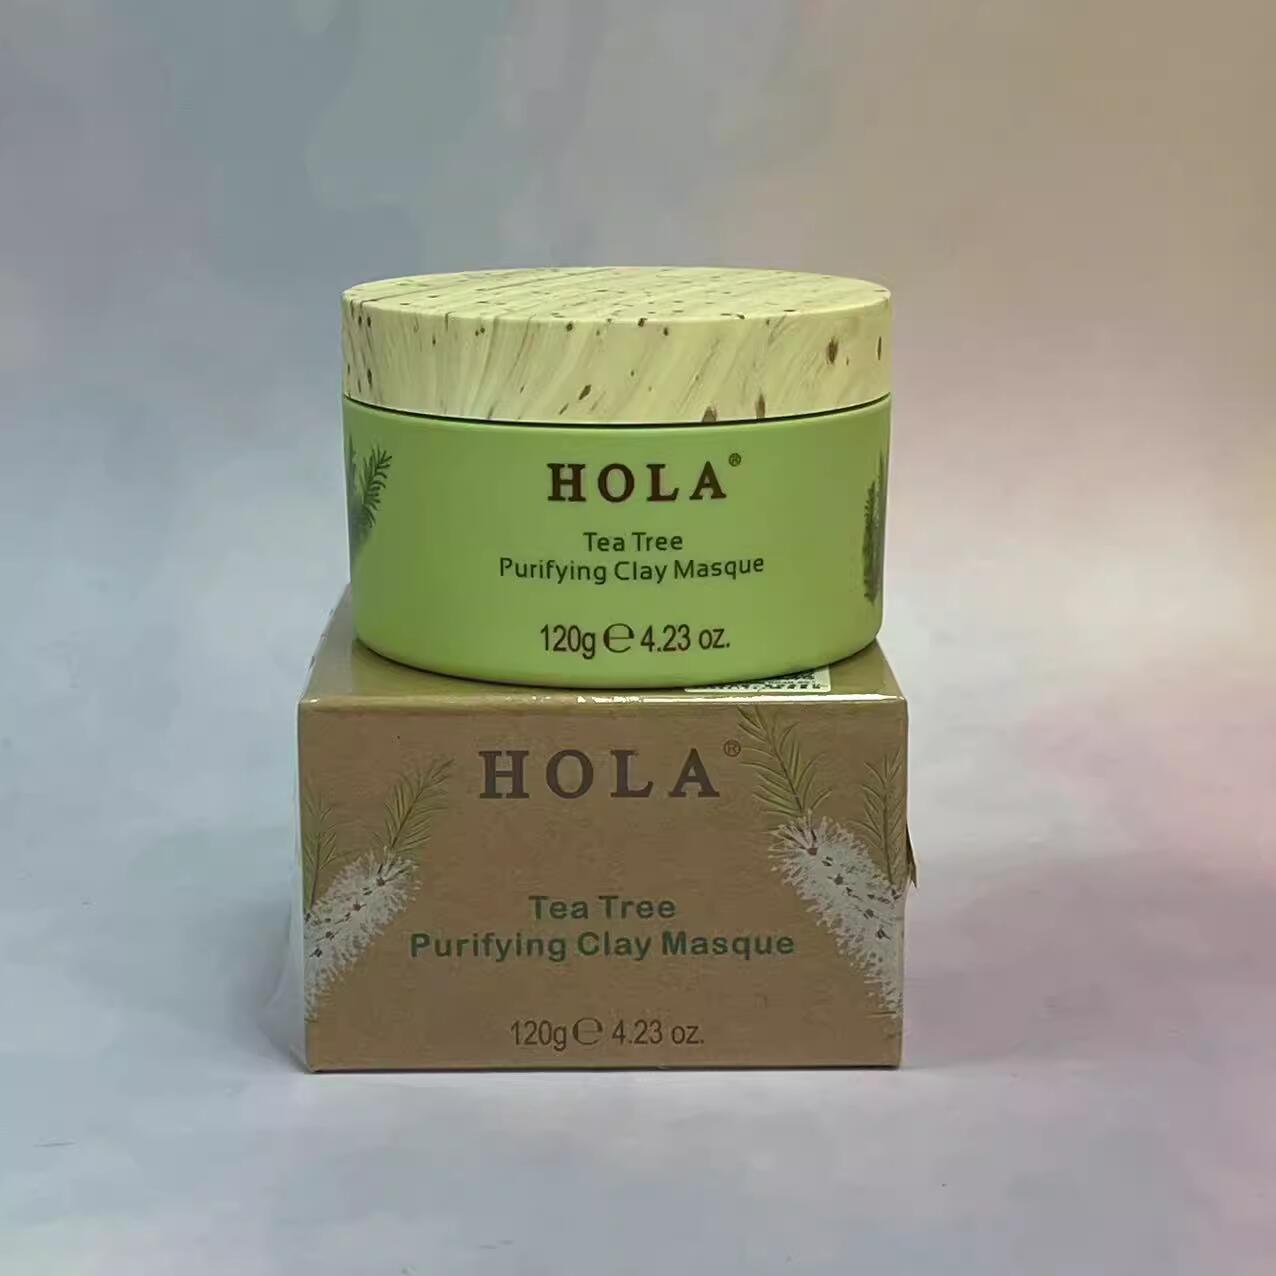 HOLA®
Tea Tree
Purifying Clay Masque
120g ℮ 4.23 oz.
HOLA®
Tea Tree
Purifying Clay Masque
120g ℮ 4.23 oz.